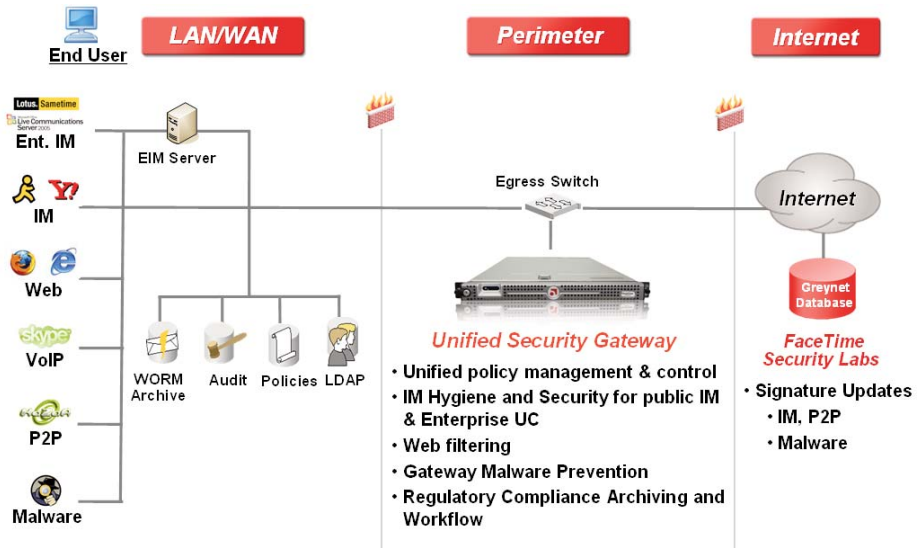 End User
LAN/WAN
Perimeter
Internet
Lotus. Sametime
Live Communications
Server 2005
Ent. IM
EIM Server
Y!
IM
Egress Switch
Internet
Web
Greynet
Database
skype
VoIP
WORM
Archive
Audit
Policies
LDAP
P2P
Malware
Unified Security Gateway
• Unified policy management & control
• IM Hygiene and Security for public IM
& Enterprise UC
• Web filtering
• Gateway Malware Prevention
• Regulatory Compliance Archiving and
Workflow
FaceTime
Security Labs
• Signature Updates
• IM, P2P
• Malware